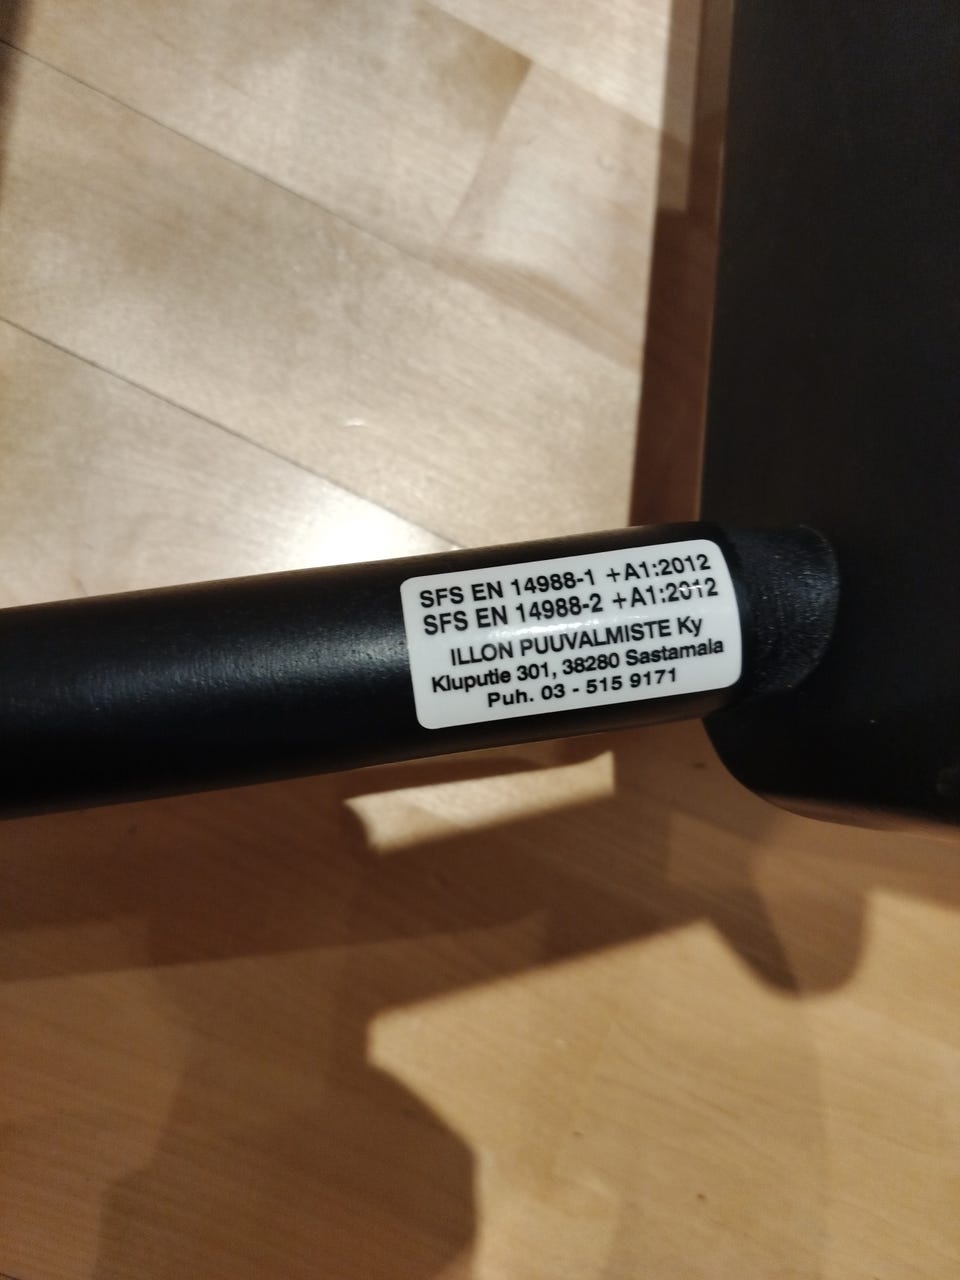 SFS EN 14988-1 +A1:2012
SFS EN 14988-2 +A1:2012
ILLON PUUVALMISTE Ky
Kluputie 301, 38280 Sastamala
Puh. 03 - 515 9171